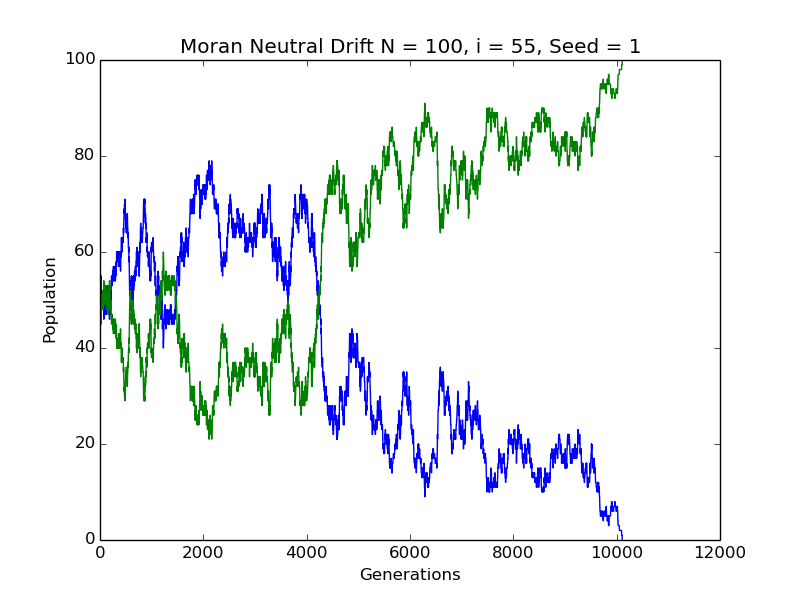 Moran Neutral Drift N = 100, i = 55, Seed = 1
100
80
60
40
20
0
Population
0 2000 4000 6000 8000 10000 12000
Generations